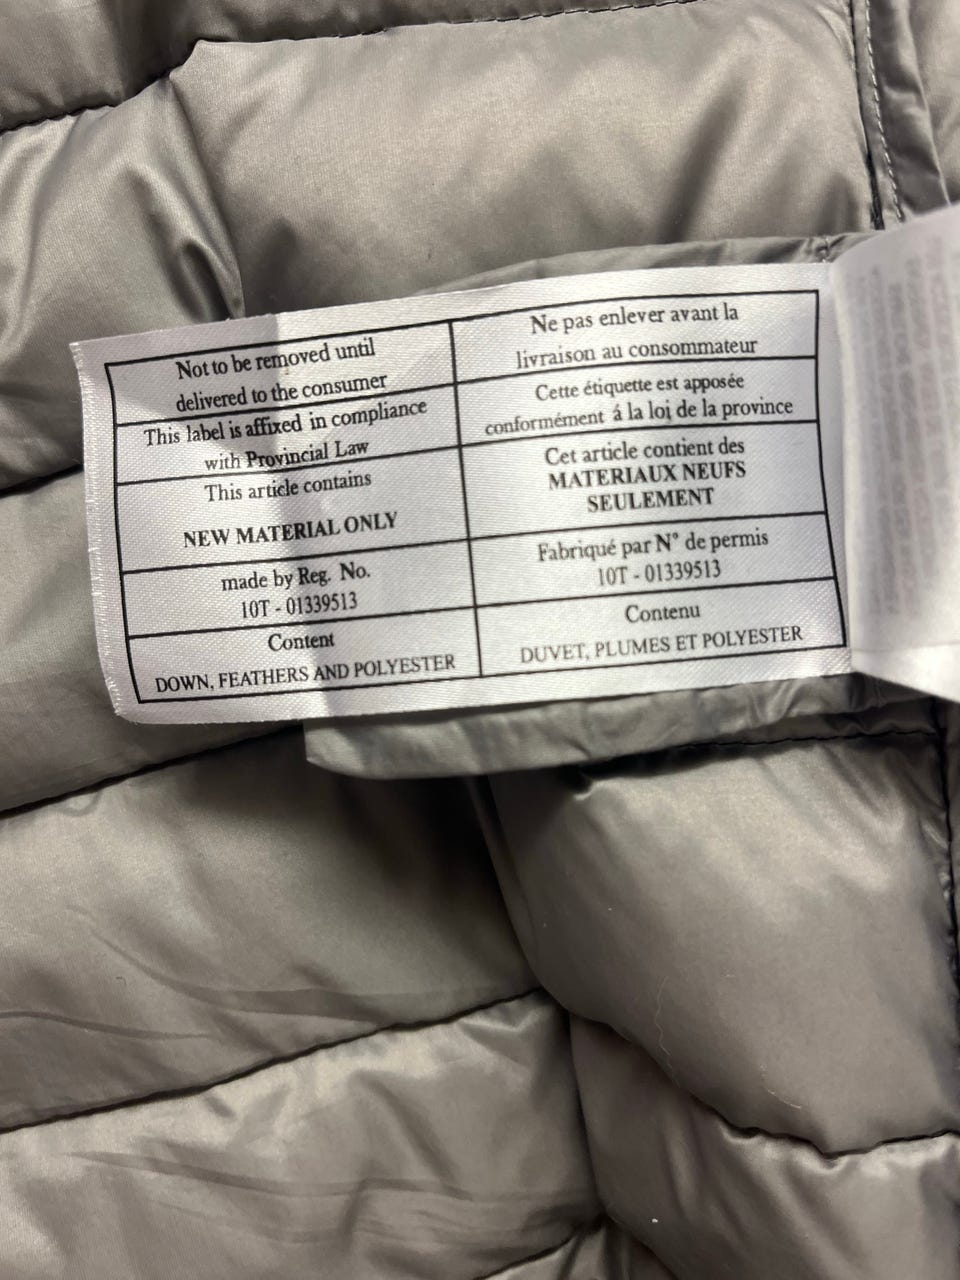 Not to be removed until
delivered to the consumer
This label is affixed in compliance
with Provincial Law
This article contains
NEW MATERIAL ONLY
made by Reg. No.
10T - 01339513
Content
DOWN, FEATHERS AND POLYESTER
Ne pas enlever avant la
livraison au consommateur
Cette étiquette est apposée
conformément á la loi de la province
Cet article contient des
MATERIAUX NEUFS
SEULEMENT
Fabriqué par N° de permis
10T - 01339513
Contenu
DUVET, PLUMES ET POLYESTER